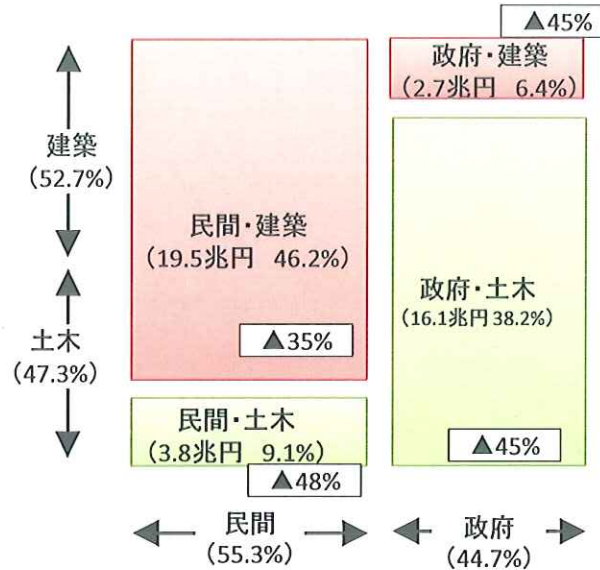 ▲45%
政府・建築
(2.7兆円 6.4%)
建築
(52.7%)
民間・建築
(19.5兆円 46.2%)
▲35%
政府・土木
(16.1兆円 38.2%)
▲45%
土木
(47.3%)
民間・土木
(3.8兆円 9.1%)
▲48%
民間
(55.3%)
政府
(44.7%)